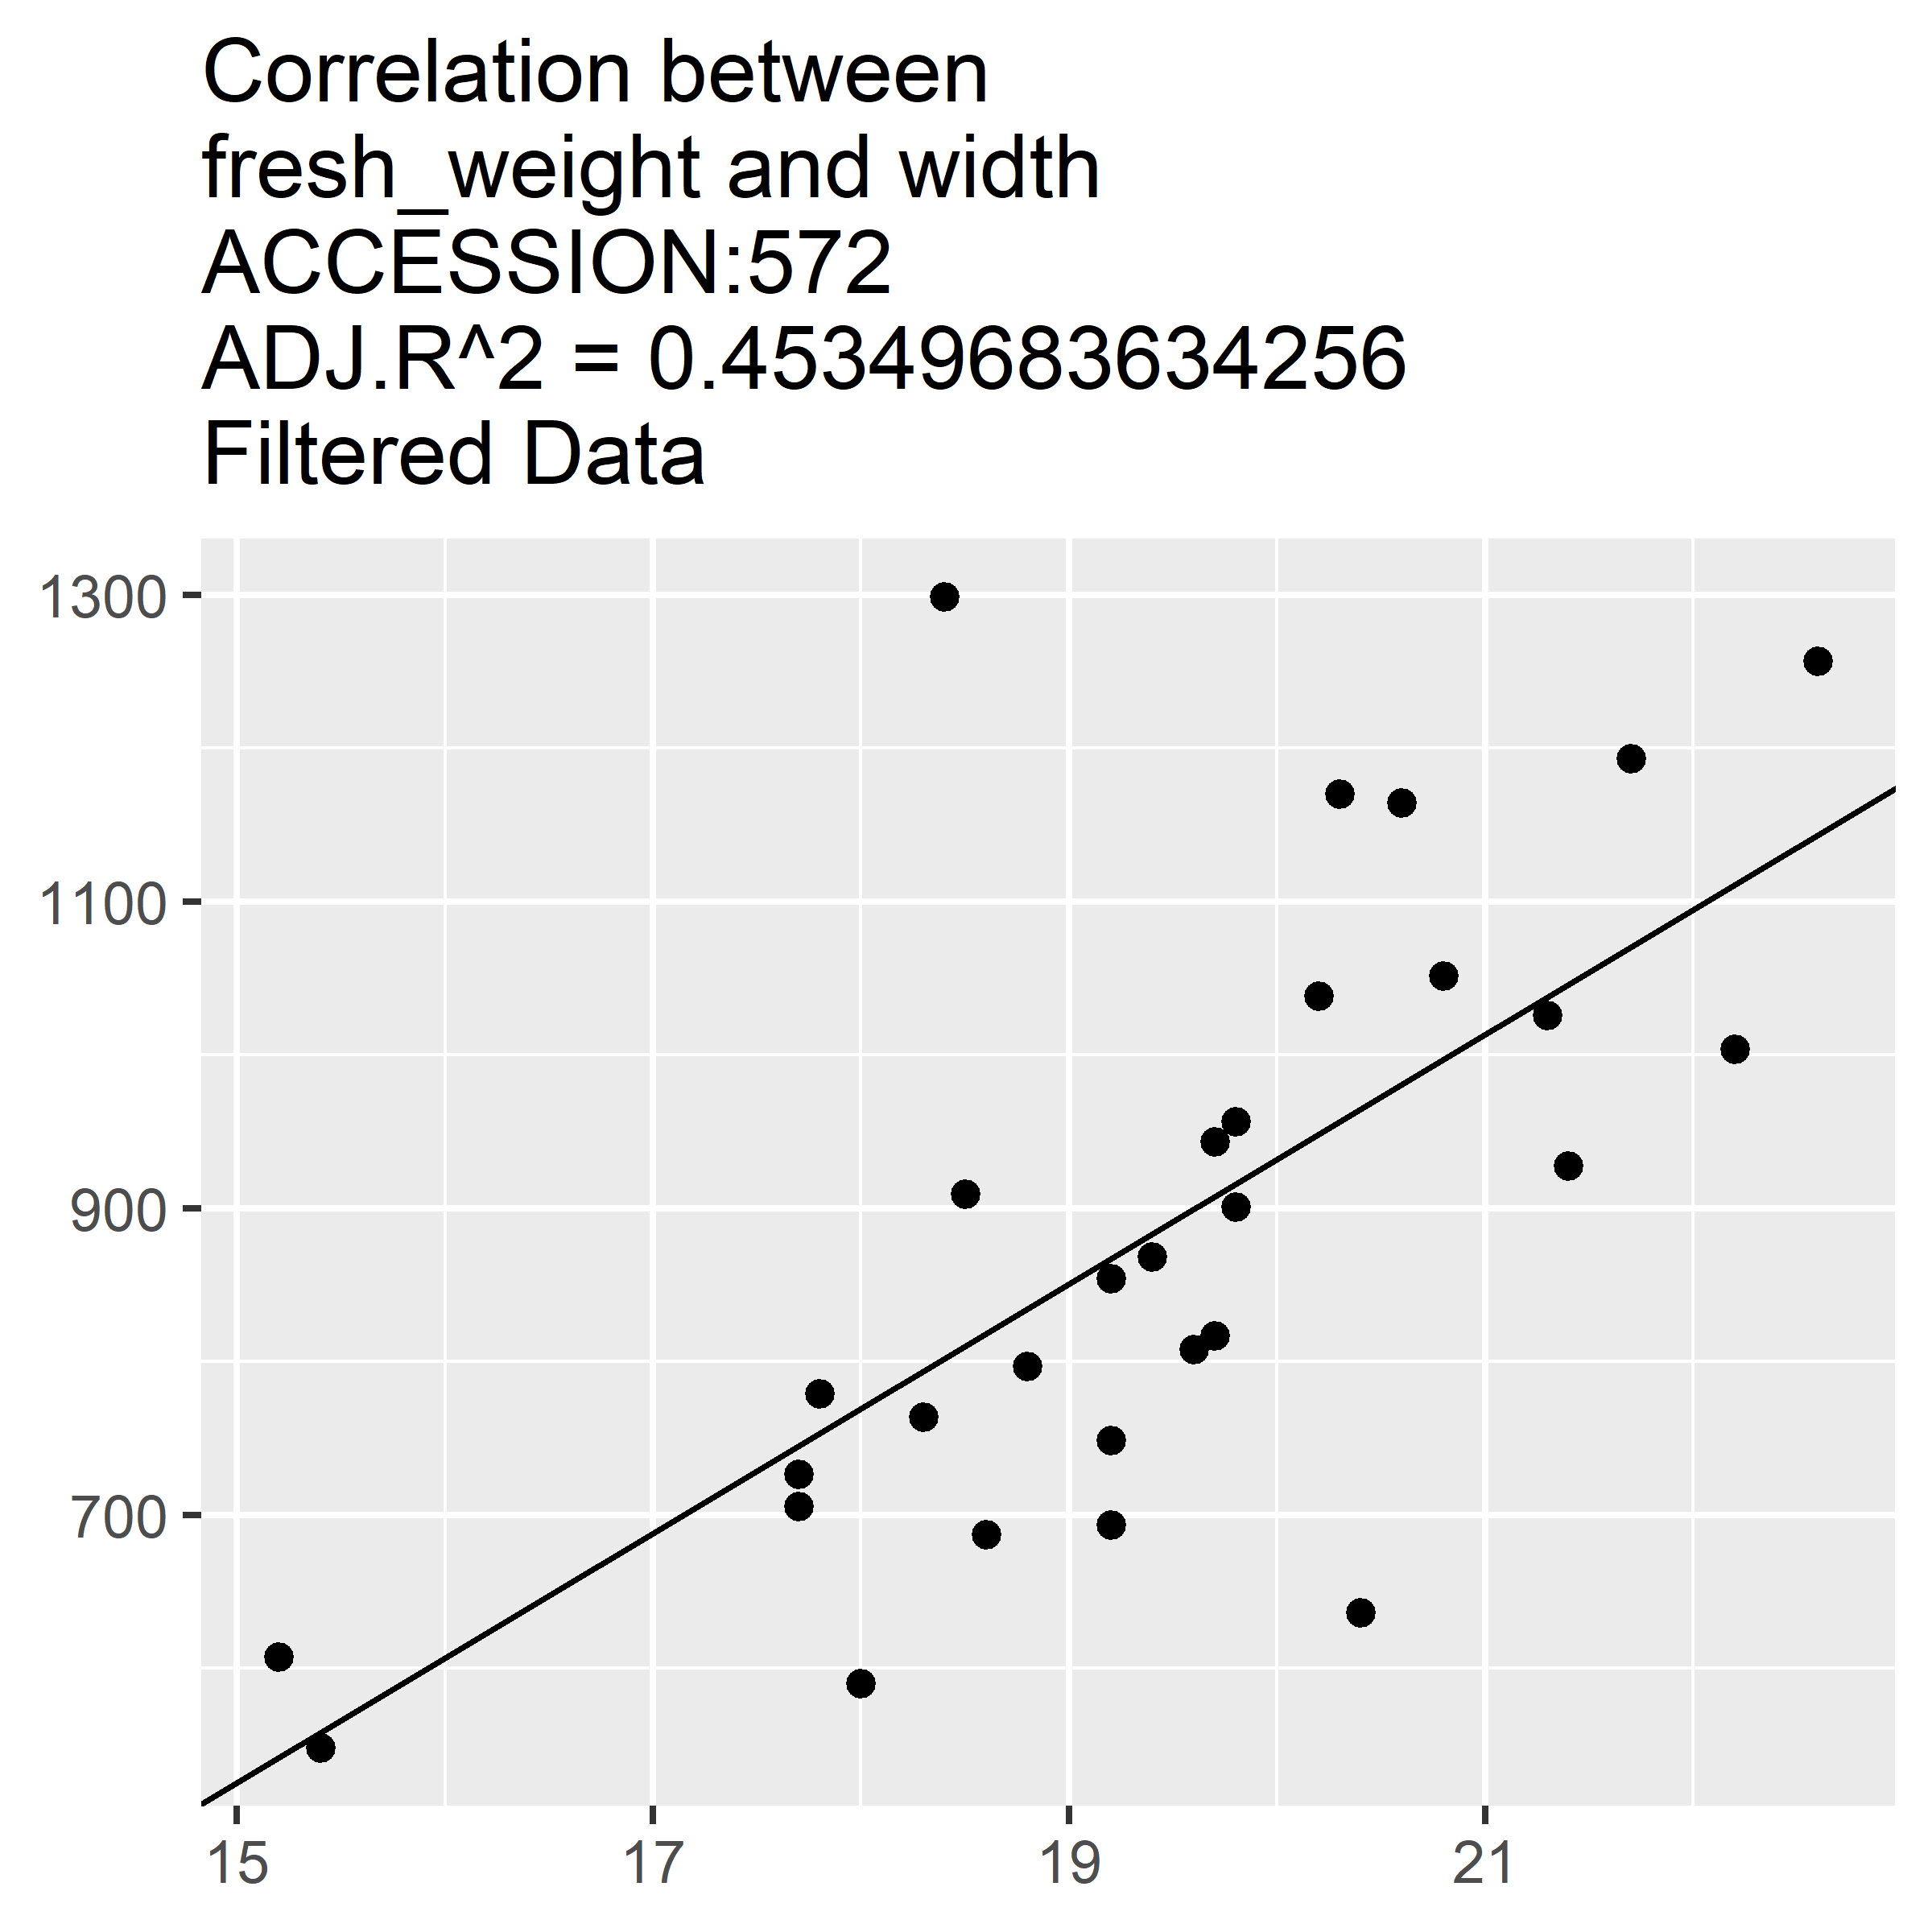 Correlation between
fresh_weight and width
ACCESSION:572
ADJ.R^2 = 0.45349683634256
Filtered Data
1300
1100
900
700
15 17 19 21